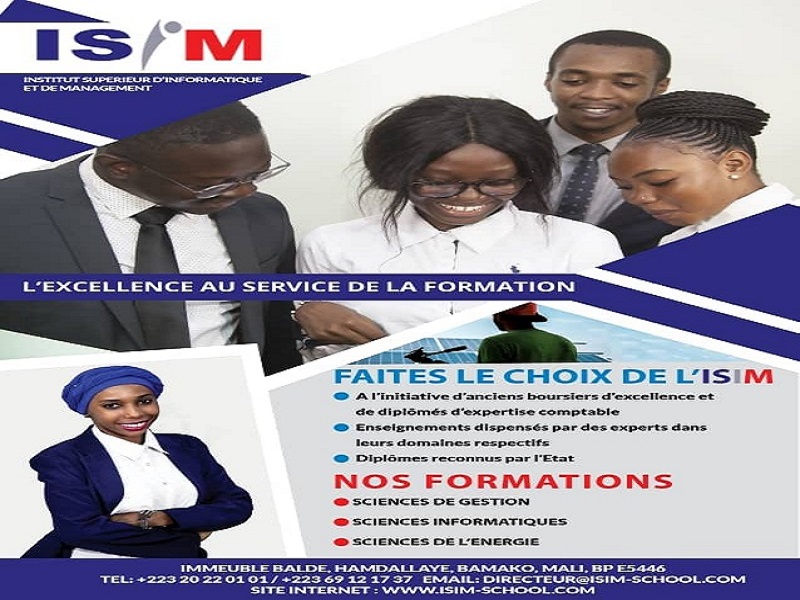 ISIM
INSTITUT SUPERIEUR D'INFORMATIQUE
ET DE MANAGEMENT
L'EXCELLENCE AU SERVICE DE LA FORMATION
FAITES LE CHOIX DE L'ISIM
A l'initiative d'anciens boursiers d'excellence et
de diplômés d'expertise comptable
Enseignements dispensés par des experts dans
leurs domaines respectifs
Diplômes reconnus par l'Etat
NOS FORMATIONS
SCIENCES DE GESTION
SCIENCES INFORMATIQUES
SCIENCES DE L'ENERGIE
IMMEUBLE BALDE, HAMDALLAYE, BAMAKO, MALI, BP E5446
TEL: +223 20 22 01 01 / +223 69 12 17 37 EMAIL: DIRECTEUR@ISIM-SCHOOL.COM
SITE INTERNET : WWW.ISIM-SCHOOL.COM